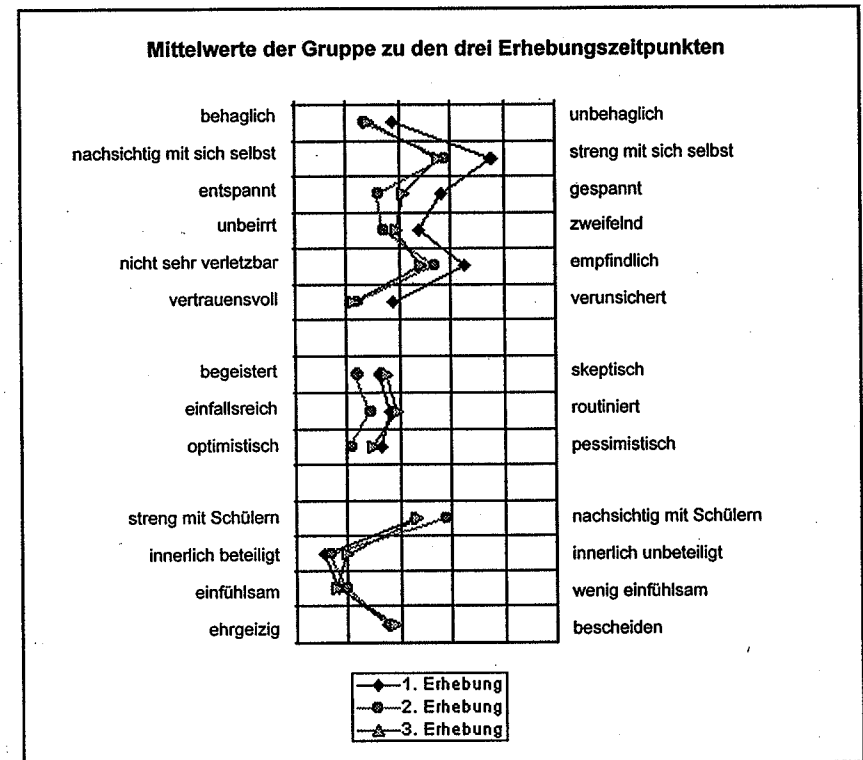 Mittelwerte der Gruppe zu den drei Erhebungszeitpunkten
behaglich unbehaglich
nachsichtig mit sich selbst streng mit sich selbst
entspannt gespannt
unbeirrt zweifelnd
nicht sehr verletzbar empfindlich
vertrauensvoll verunsichert
begeistert skeptisch
einfallsreich routiniert
optimistisch pessimistisch
streng mit Schülern nachsichtig mit Schülern
innerlich beteiligt innerlich unbeteiligt
einfühlsam wenig einfühlsam
ehrgeizig bescheiden
1. Erhebung
2. Erhebung
3. Erhebung